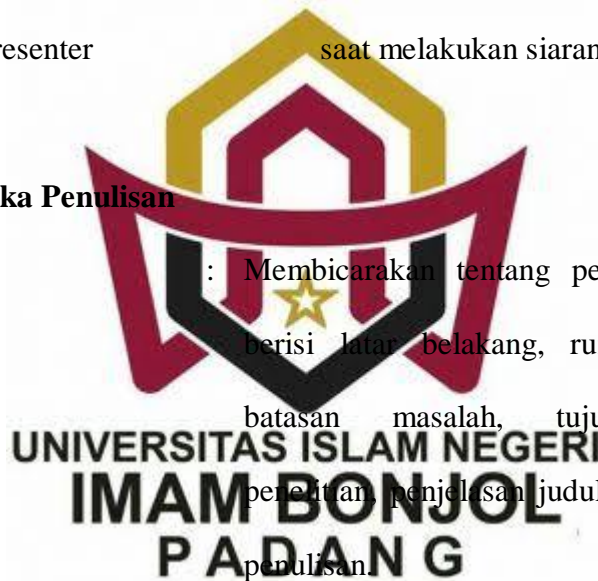 resenter saat melakukan siaran
ka Penulisan
: Membicarakan tentang pe
berisi latar belakang, ru
batasan masalah, tuju
UNIVERSITAS ISLAM NEGERI
IMAM BONJOL
penelitian, penjelasan judul
PADANG
penulisan.